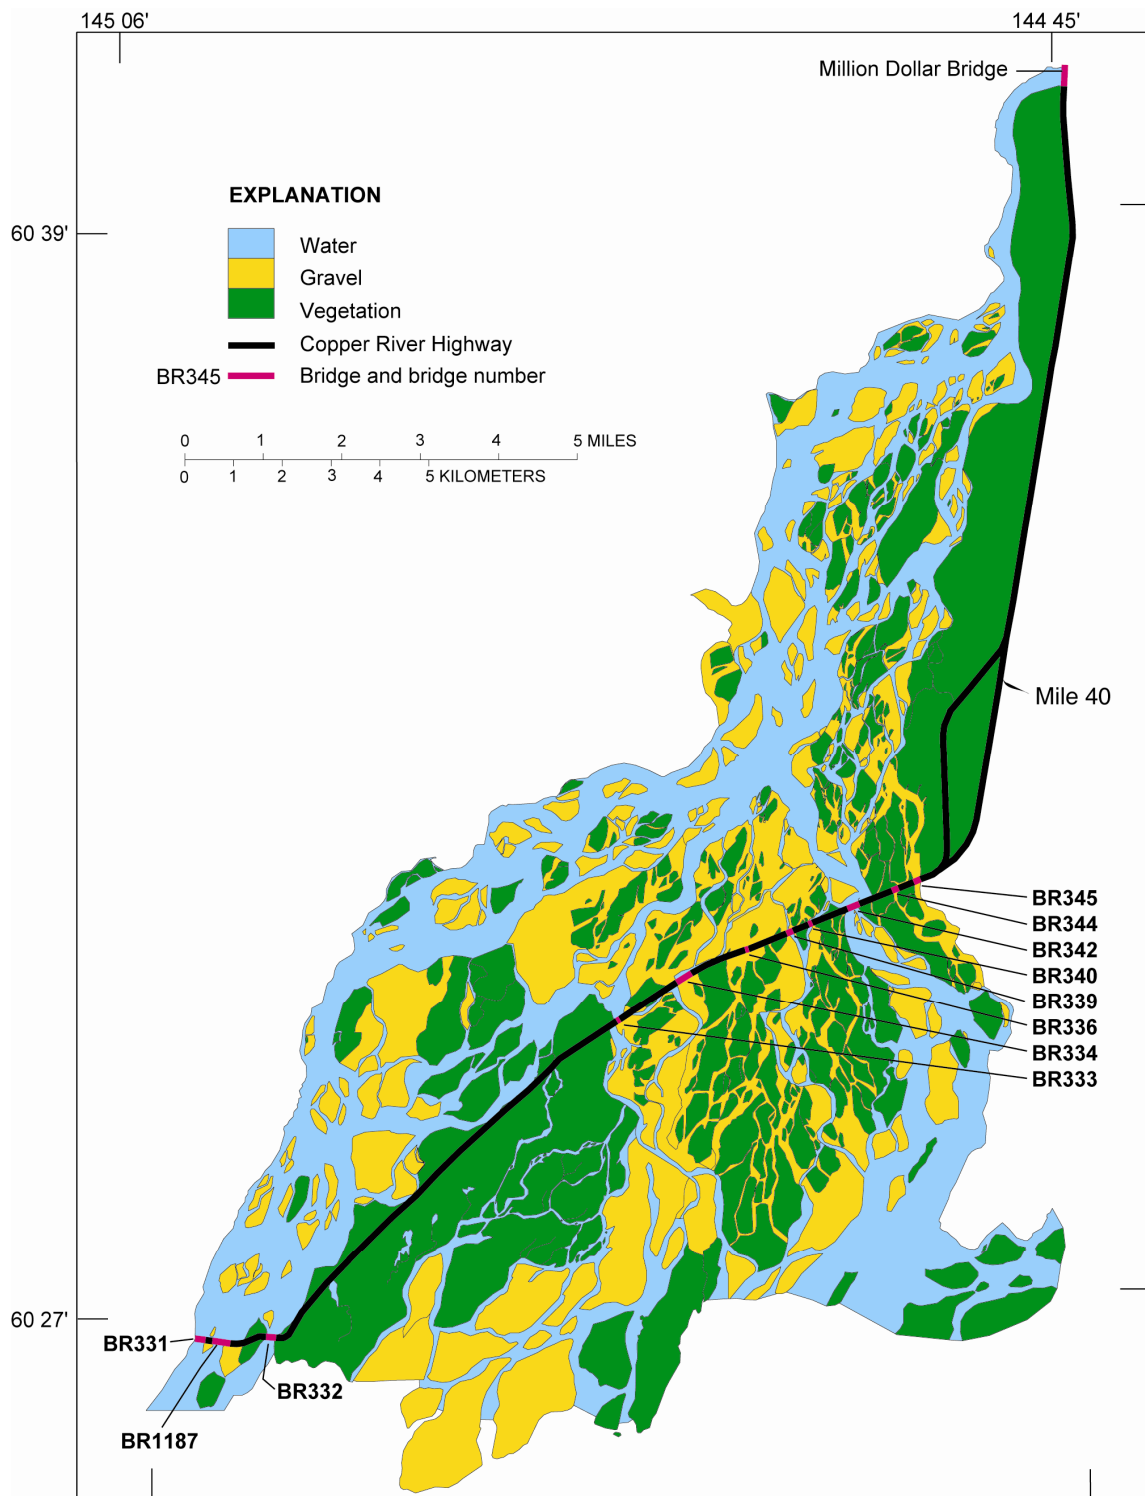 145 06'
144 45'
Million Dollar Bridge
EXPLANATION
60 39'
Water
Gravel
Vegetation
Copper River Highway
BR345
Bridge and bridge number
0 1 2 3 4 5 MILES
0 1 2 3 4 5 KILOMETERS
Mile 40
BR345
BR344
BR342
BR340
BR339
BR336
BR334
BR333
60 27'
BR331
BR332
BR1187